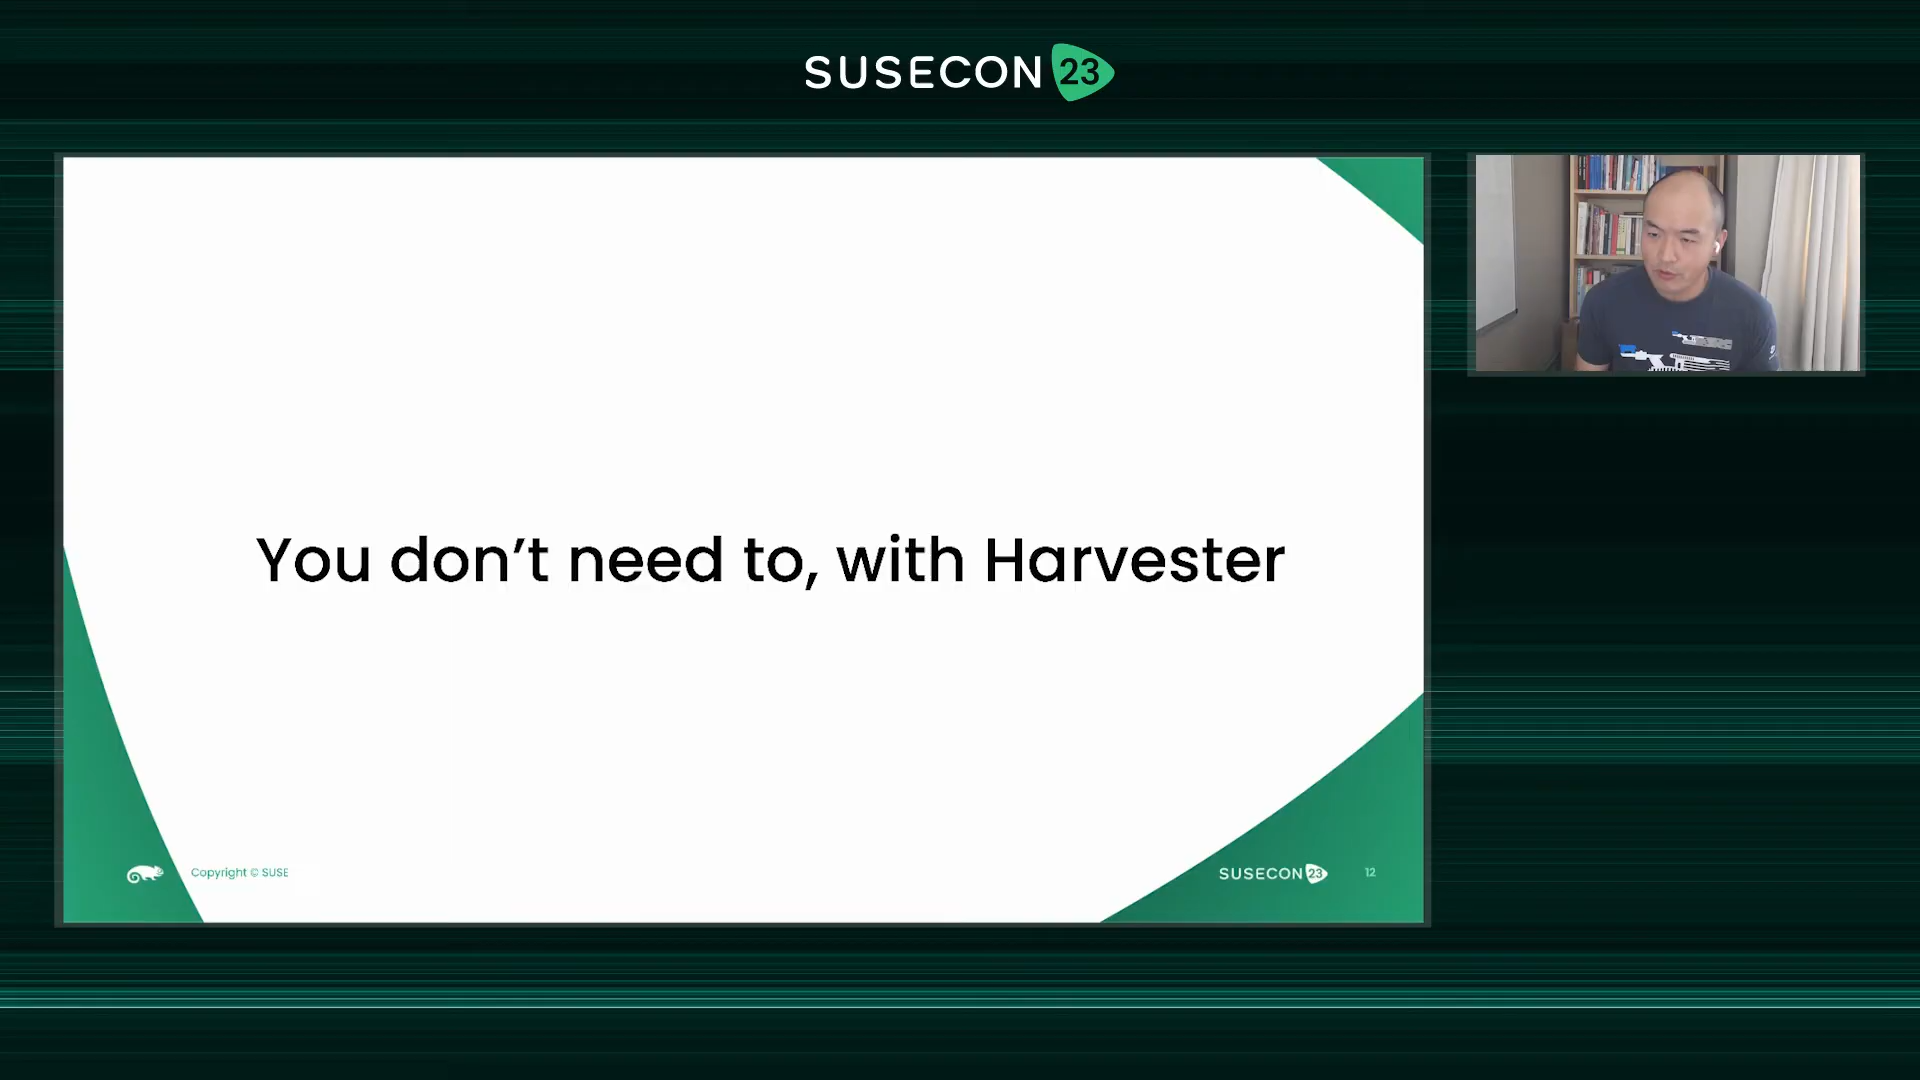 SUSECON 23
You don’t need to, with Harvester
Copyright © SUSE
SUSECON 23
12